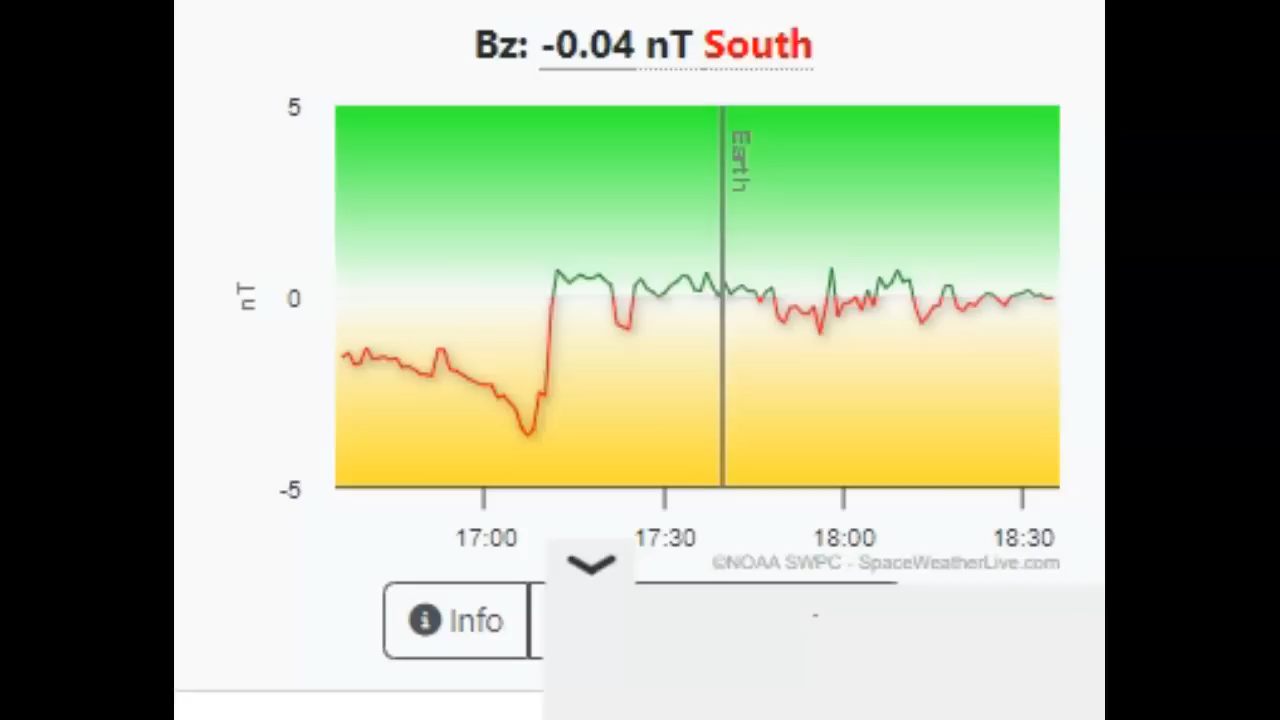 Bz: -0.04 nT South
5
Earth
nT
0
-5
17:00 17:30 18:00 18:30
©NOAA SWPC - SpaceWeatherLive.com
Info